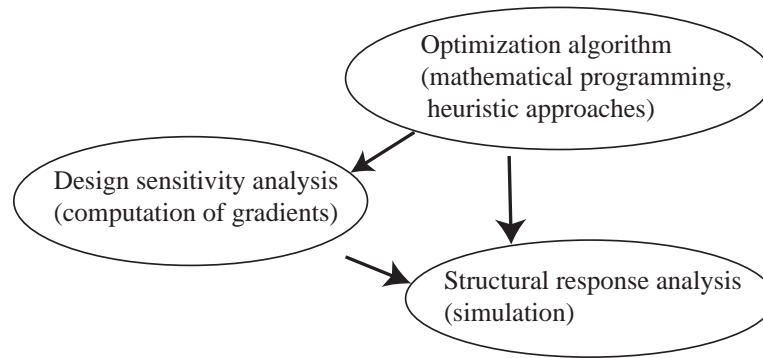 Optimization algorithm
(mathematical programming,
heuristic approaches)
Design sensitivity analysis
(computation of gradients)
Structural response analysis
(simulation)